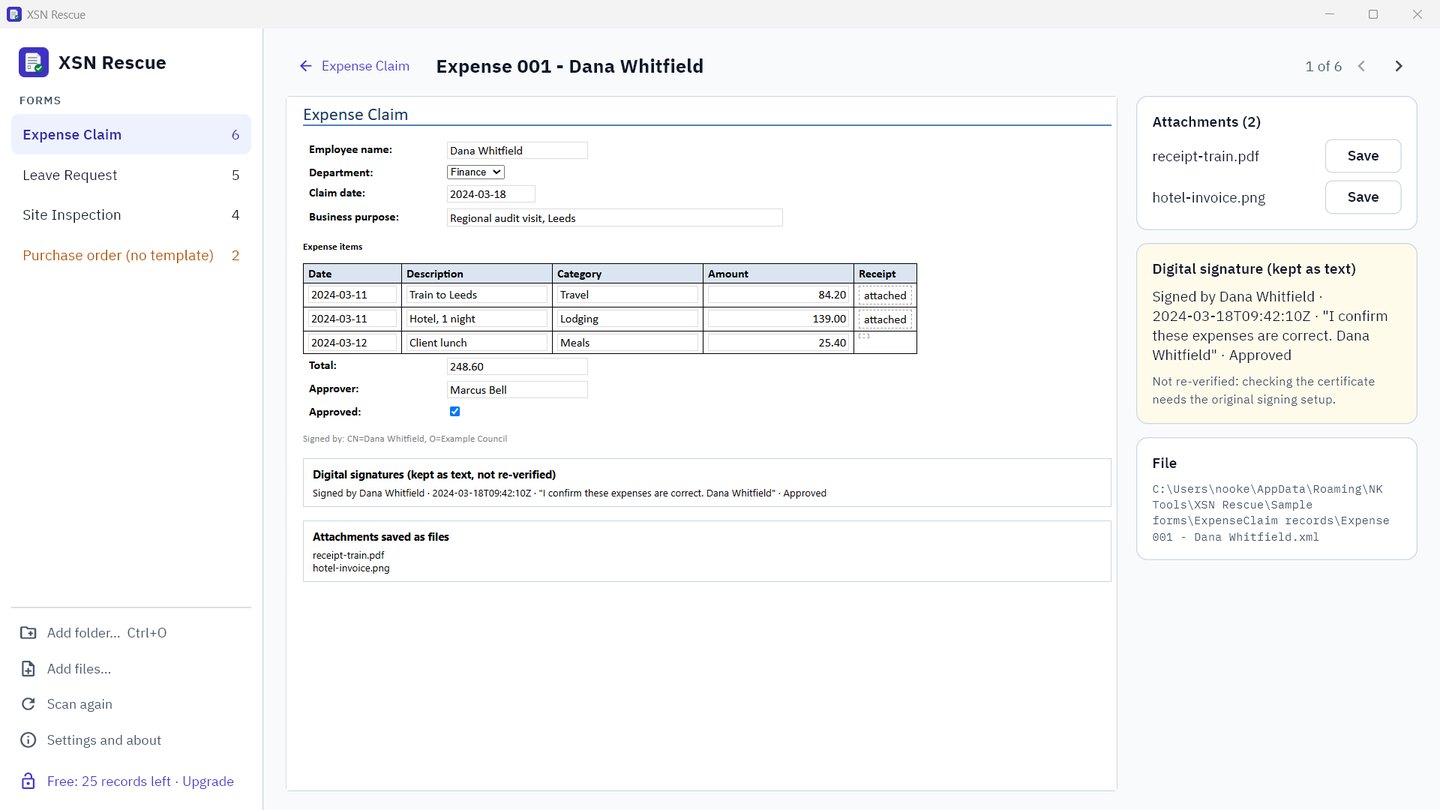 XSN Rescue
XSN Rescue
FORMS
Expense Claim 6
Leave Request 5
Site Inspection 4
Purchase order (no template) 2
Add folder... Ctrl+O
Add files...
Scan again
Settings and about
Free: 25 records left · Upgrade
Expense Claim
Expense 001 - Dana Whitfield
1 of 6
Expense Claim
Employee name: Dana Whitfield
Department: Finance
Claim date: 2024-03-18
Business purpose: Regional audit visit, Leeds
Expense items
Date Description Category Amount Receipt
2024-03-11 Train to Leeds Travel 84.20 attached
2024-03-11 Hotel, 1 night Lodging 139.00 attached
2024-03-12 Client lunch Meals 25.40
Total: 248.60
Approver: Marcus Bell
Approved:
Signed by: CN=Dana Whitfield, O=Example Council
Digital signatures (kept as text, not re-verified)
Signed by Dana Whitfield · 2024-03-18T09:42:10Z · "I confirm these expenses are correct. Dana Whitfield" · Approved
Attachments saved as files
receipt-train.pdf
hotel-invoice.png
Attachments (2)
receipt-train.pdf Save
hotel-invoice.png Save
Digital signature (kept as text)
Signed by Dana Whitfield ·
2024-03-18T09:42:10Z · "I confirm
these expenses are correct. Dana
Whitfield" · Approved
Not re-verified: checking the certificate
needs the original signing setup.
File
C:\Users\nooke\AppData\Roaming\NK
Tools\XSN Rescue\Sample
forms\ExpenseClaim records\Expense
001 - Dana Whitfield.xml